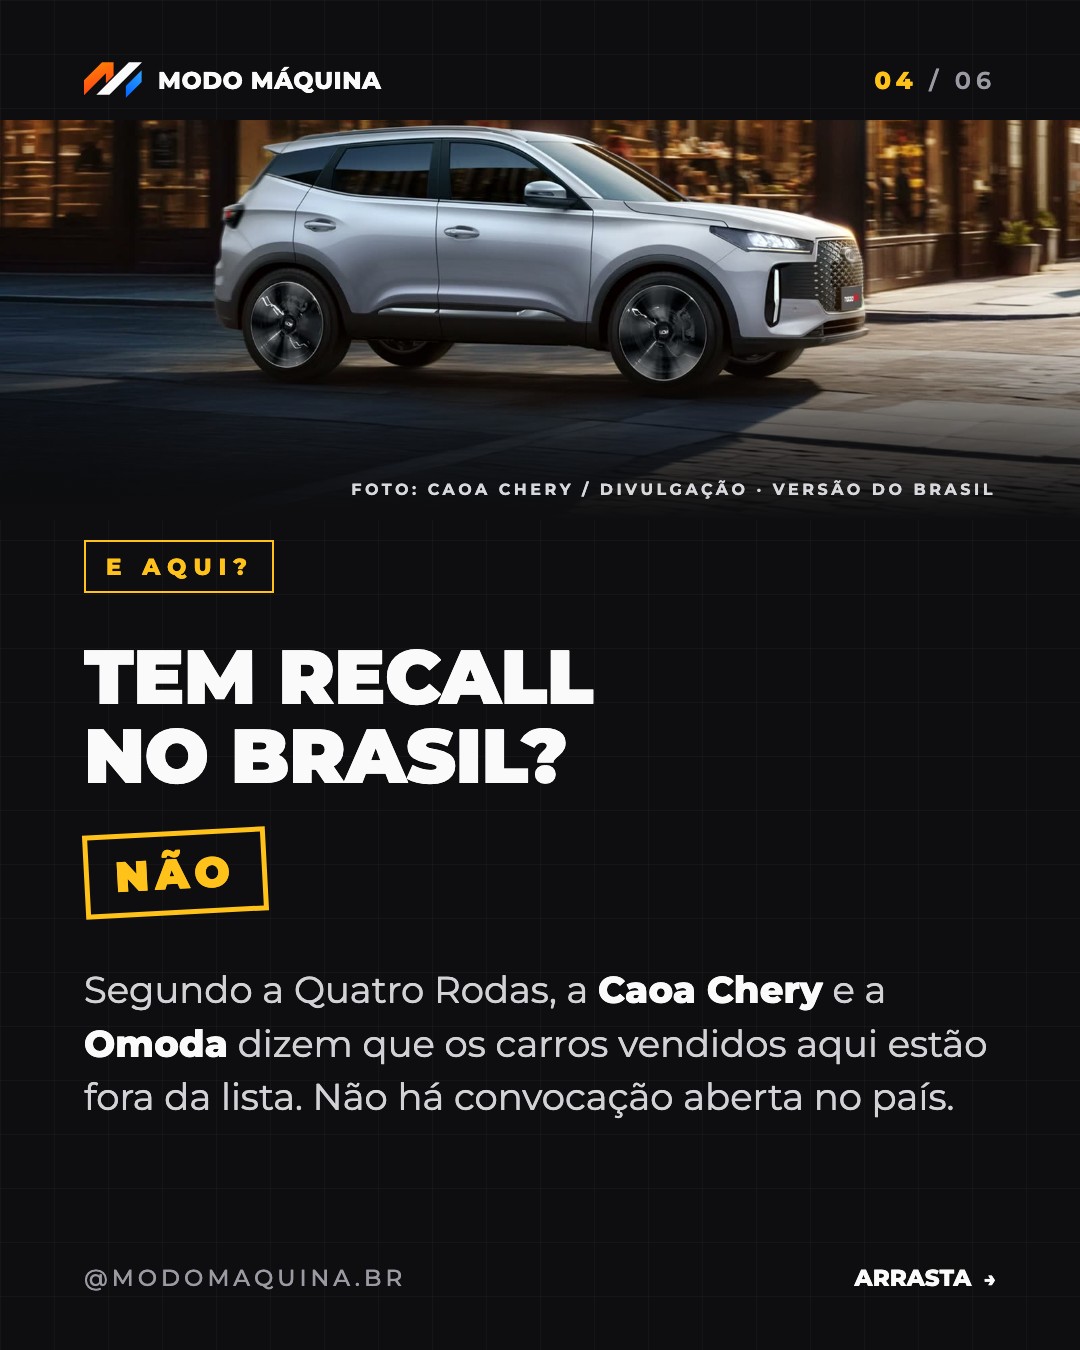 MODO MÁQUINA
04 / 06
FOTO: CAOA CHERY / DIVULGAÇÃO · VERSÃO DO BRASIL
E AQUI?
TEM RECALL
NO BRASIL?
NÃO
Segundo a Quatro Rodas, a Caoa Chery e a
Omoda dizem que os carros vendidos aqui estão
fora da lista. Não há convocação aberta no país.
@MODOMAQUINA.BR
ARRASTA →